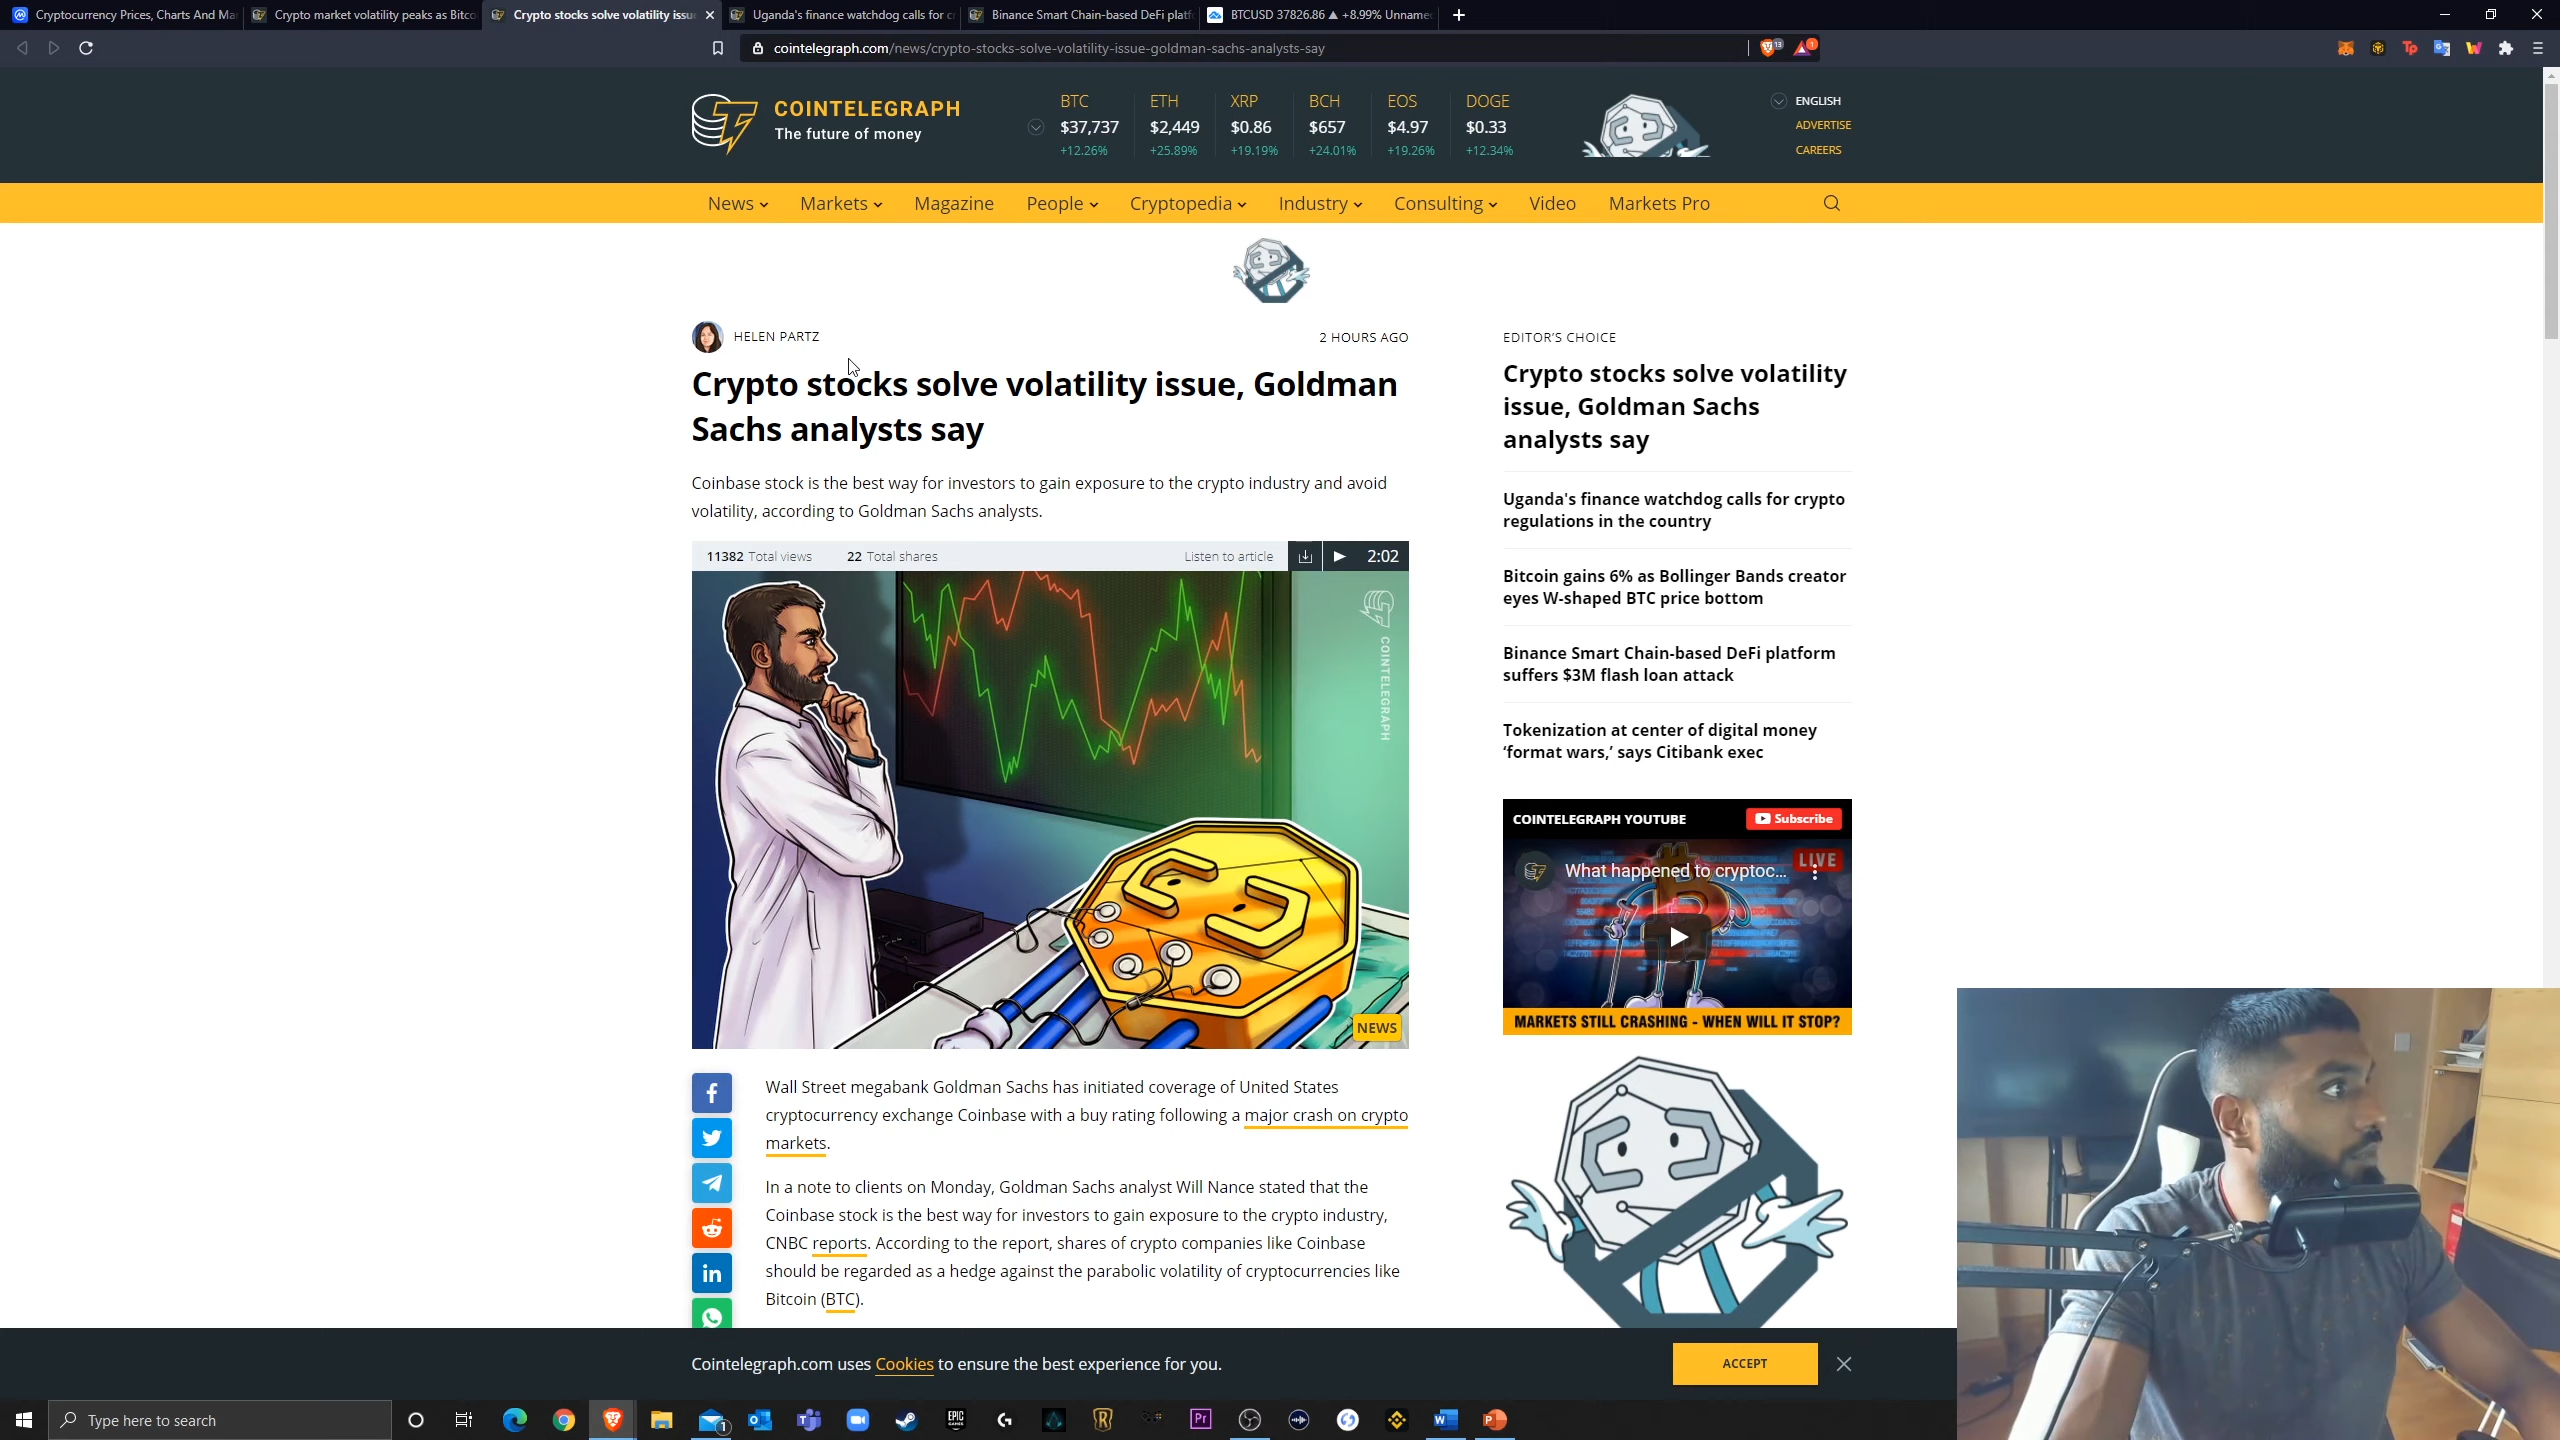 Cryptocurrency Prices, Charts And Ma
Crypto market volatility peaks as Bitco
Crypto stocks solve volatility issu
Uganda's finance watchdog calls for c
Binance Smart Chain-based DeFi platf
BTCUSD 37826.86 ▲ +8.99% Unname
cointelegraph.com/news/crypto-stocks-solve-volatility-issue-goldman-sachs-analysts-say
COINTELEGRAPH
The future of money
BTC ETH XRP BCH EOS DOGE
$37,737 $2,449 $0.86 $657 $4.97 $0.33
+12.26% +25.89% +19.19% +24.01% +19.26% +12.34%
ENGLISH
ADVERTISE
CAREERS
News Markets Magazine People Cryptopedia Industry Consulting Video Markets Pro
HELEN PARTZ
2 HOURS AGO
Crypto stocks solve volatility issue, Goldman
Sachs analysts say
Coinbase stock is the best way for investors to gain exposure to the crypto industry and avoid
volatility, according to Goldman Sachs analysts.
11382 Total views 22 Total shares Listen to article 2:02
COINTELEGRAPH
NEWS
Wall Street megabank Goldman Sachs has initiated coverage of United States
cryptocurrency exchange Coinbase with a buy rating following a major crash on crypto
markets.
In a note to clients on Monday, Goldman Sachs analyst Will Nance stated that the
Coinbase stock is the best way for investors to gain exposure to the crypto industry,
CNBC reports. According to the report, shares of crypto companies like Coinbase
should be regarded as a hedge against the parabolic volatility of cryptocurrencies like
Bitcoin (BTC).
EDITOR'S CHOICE
Crypto stocks solve volatility
issue, Goldman Sachs
analysts say
Uganda's finance watchdog calls for crypto
regulations in the country
Bitcoin gains 6% as Bollinger Bands creator
eyes W-shaped BTC price bottom
Binance Smart Chain-based DeFi platform
suffers $3M flash loan attack
Tokenization at center of digital money
‘format wars,’ says Citibank exec
COINTELEGRAPH YOUTUBE
Subscribe
LIVE
What happened to cryptoc...
MARKETS STILL CRASHING - WHEN WILL IT STOP?
Cointelegraph.com uses Cookies to ensure the best experience for you.
ACCEPT
Type here to search